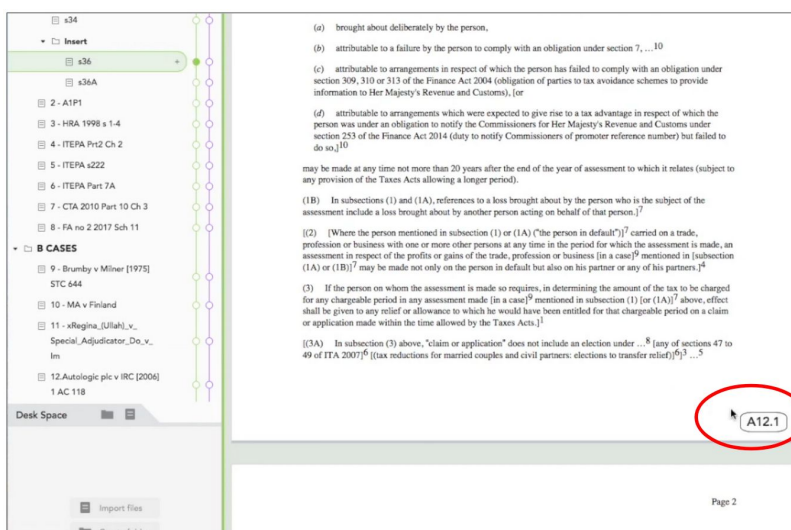 s34
Insert
s36 +
s36A
2 - A1P1
3 - HRA 1998 s 1-4
4 - ITEPA Prt2 Ch 2
5 - ITEPA s222
6 - ITEPA Part 7A
7 - CTA 2010 Part 10 Ch 3
8 - FA no 2 2017 Sch 11
B CASES
9 - Brumby v Milner [1975]
STC 644
10 - MA v Finland
11 - xRegina_(Ullah)_v_
Special_Adjudicator_Do_v_
Im
12.Autologic plc v IRC [2006]
1 AC 118
Desk Space
Import files
(a) brought about deliberately by the person,
(b) attributable to a failure by the person to comply with an obligation under section 7, …10
(c) attributable to arrangements in respect of which the person has failed to comply with an obligation under
section 309, 310 or 313 of the Finance Act 2004 (obligation of parties to tax avoidance schemes to provide
information to Her Majesty's Revenue and Customs), [or
(d) attributable to arrangements which were expected to give rise to a tax advantage in respect of which the
person was under an obligation to notify the Commissioners for Her Majesty's Revenue and Customs under
section 253 of the Finance Act 2014 (duty to notify Commissioners of promoter reference number) but failed to
do so,]10
may be made at any time not more than 20 years after the end of the year of assessment to which it relates (subject to
any provision of the Taxes Acts allowing a longer period).
(1B) In subsections (1) and (1A), references to a loss brought about by the person who is the subject of the
assessment include a loss brought about by another person acting on behalf of that person.]7
[(2) [Where the person mentioned in subsection (1) or (1A) ("the person in default")]7 carried on a trade,
profession or business with one or more other persons at any time in the period for which the assessment is made, an
assessment in respect of the profits or gains of the trade, profession or business [in a case]9 mentioned in [subsection
(1A) or (1B)]7 may be made not only on the person in default but also on his partner or any of his partners.]4
(3) If the person on whom the assessment is made so requires, in determining the amount of the tax to be charged
for any chargeable period in any assessment made [in a case]9 mentioned in subsection (1) [or (1A)]7 above, effect
shall be given to any relief or allowance to which he would have been entitled for that chargeable period on a claim
or application made within the time allowed by the Taxes Acts.]1
[(3A) In subsection (3) above, "claim or application" does not include an election under …8 [any of sections 47 to
49 of ITA 2007]6 [(tax reductions for married couples and civil partners: elections to transfer relief)]6]3 …5
A12.1
Page 2